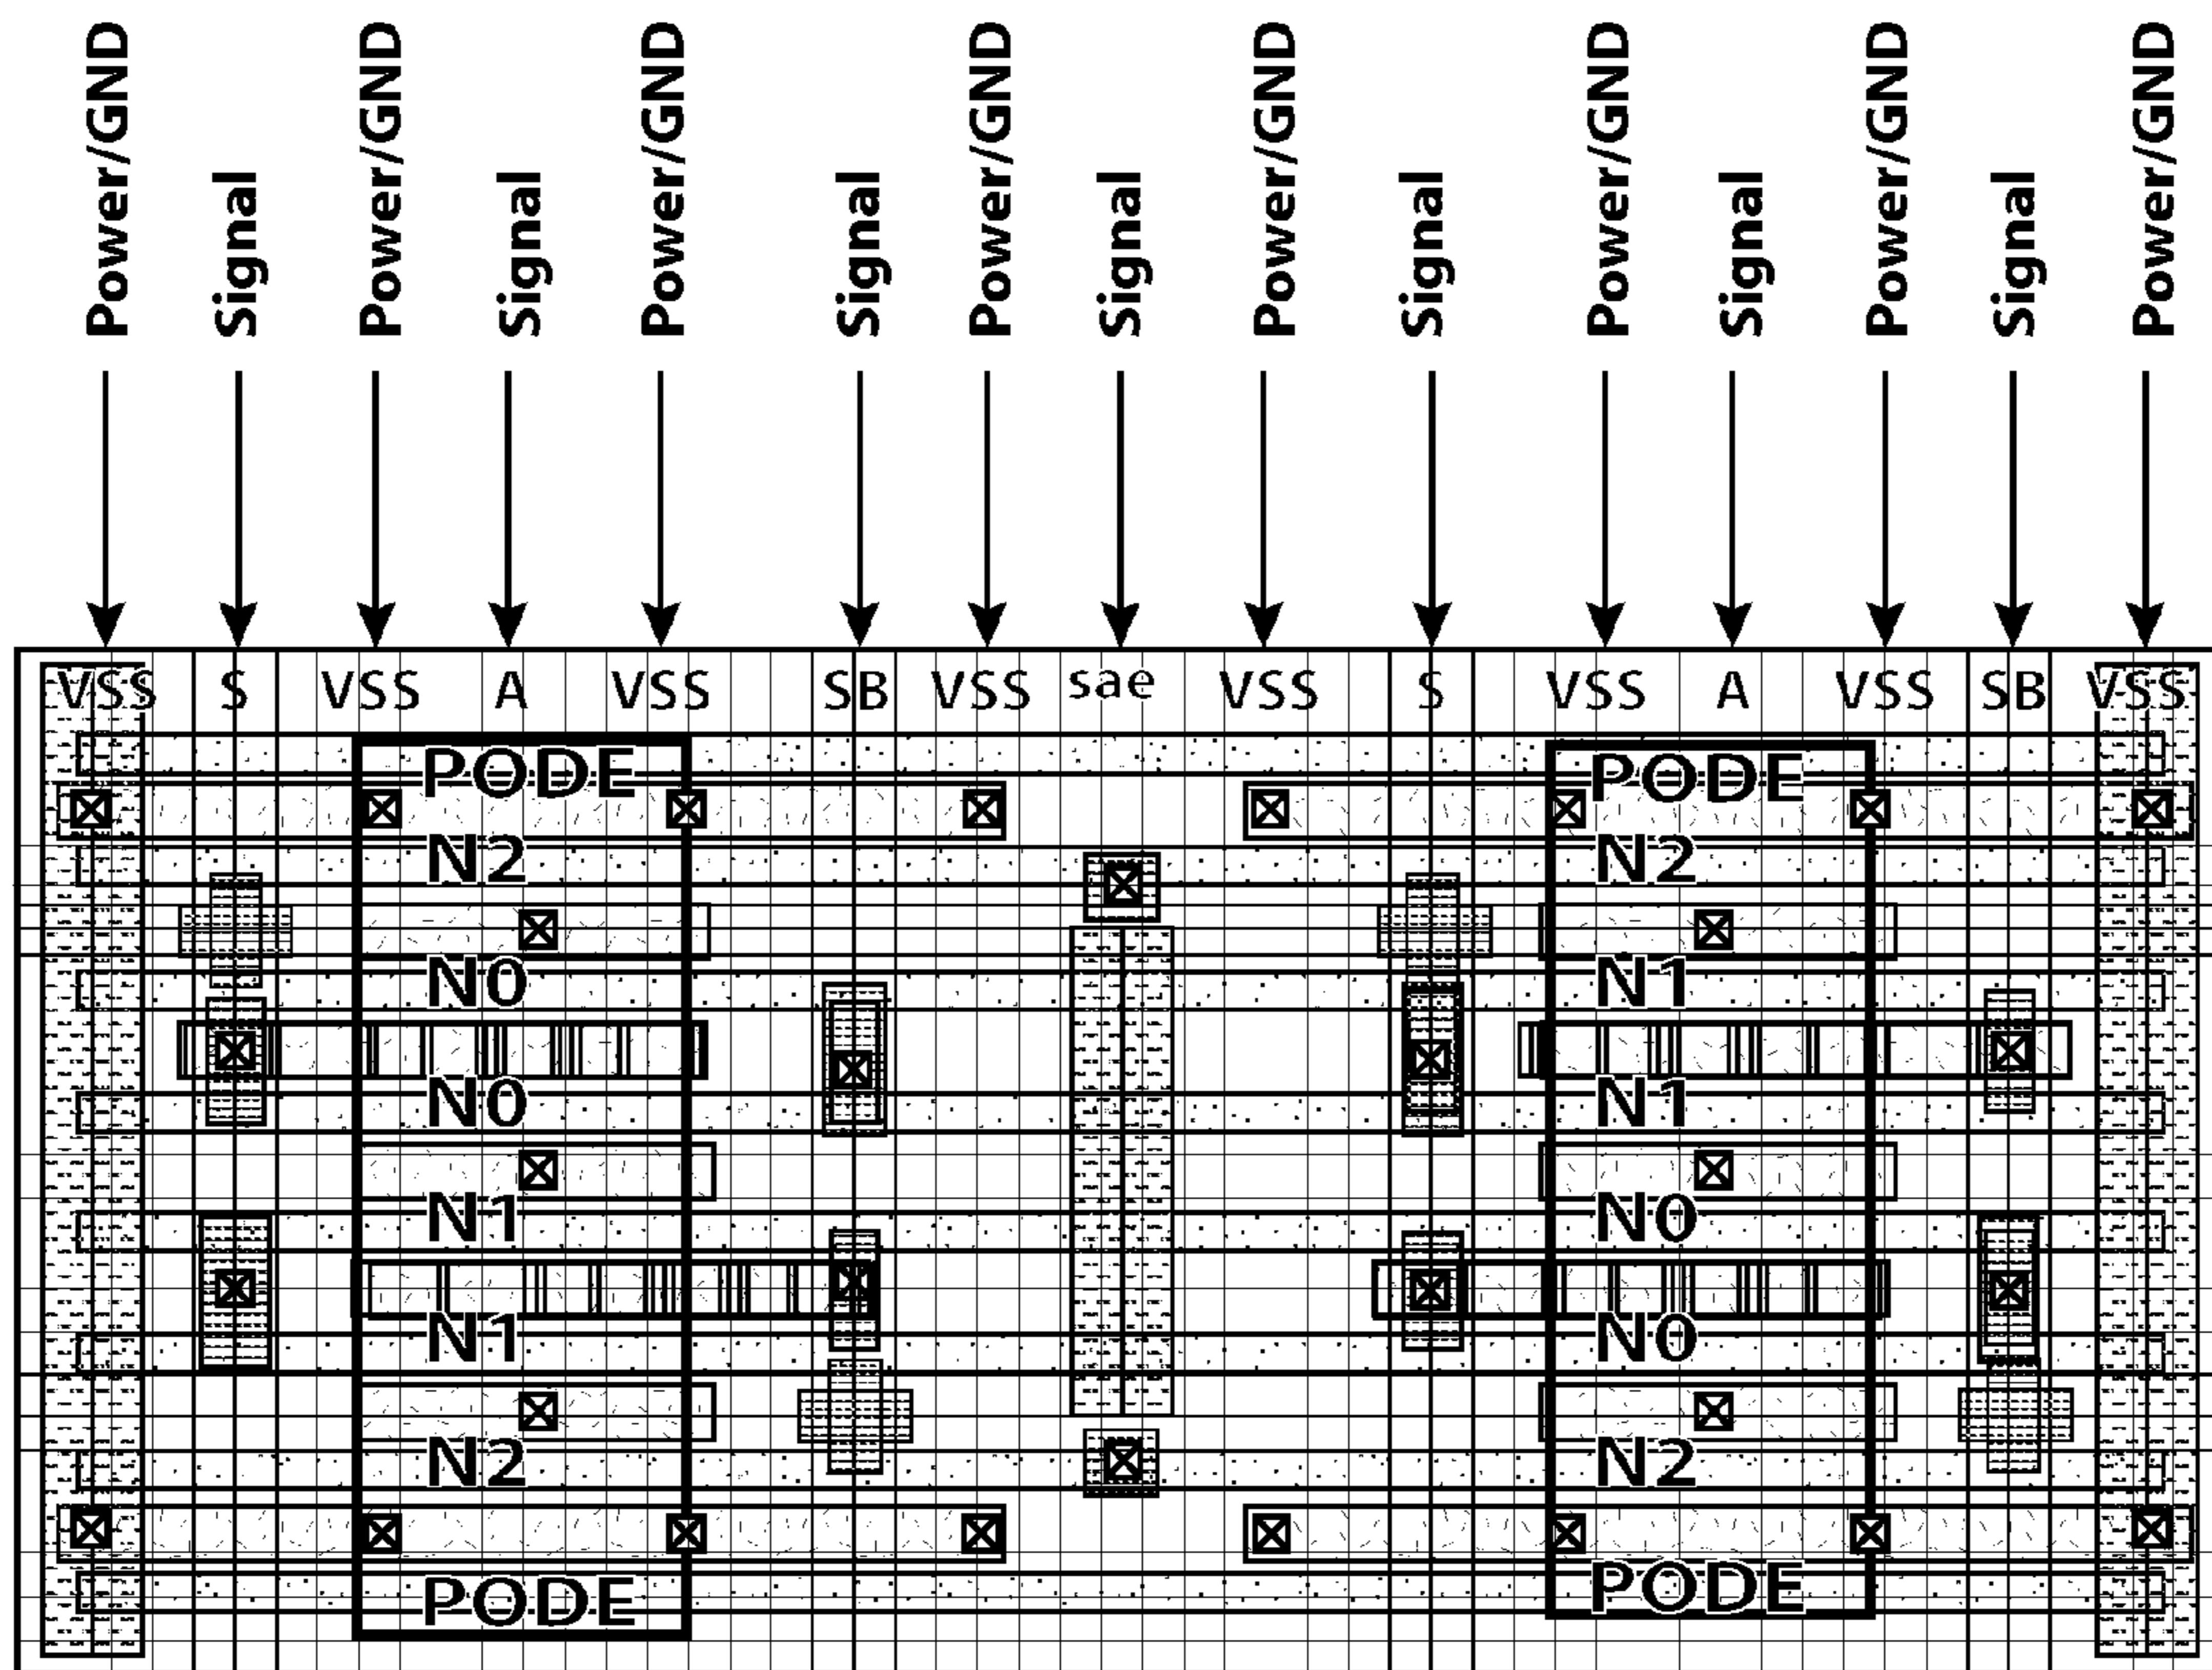 Power/GND Signal Power/GND Signal Power/GND Signal Power/GND Signal Power/GND Signal Power/GND Signal Power/GND Signal Power/GND
VSS S VSS A VSS SB VSS sae VSS S VSS A VSS SB VSS
PODE PODE
N2 N2
N0 N1
N0 N1
N1 N0
N1 N0
N2 N2
PODE PODE